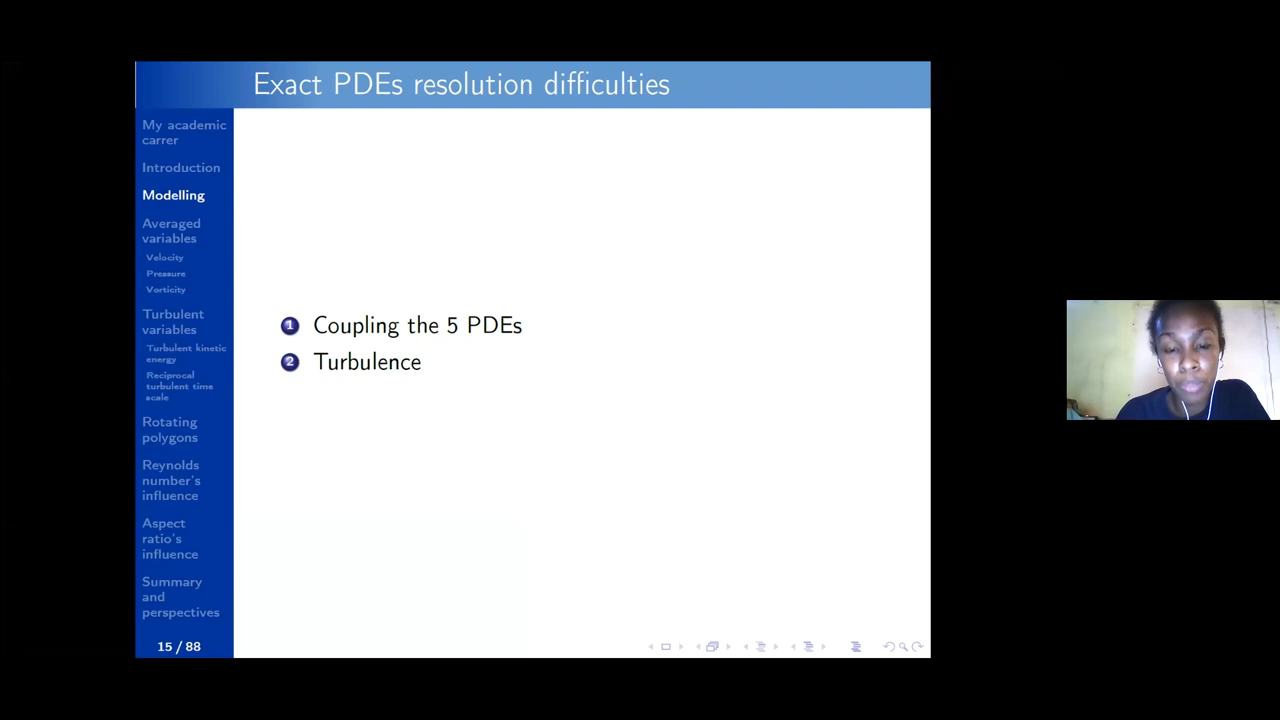 Exact PDEs resolution difficulties
My academic
carrer
Introduction
Modelling
Averaged
variables
Velocity
Pressure
Vorticity
Turbulent
variables
Turbulent kinetic
energy
Reciprocal
turbulent time
scale
Rotating
polygons
Reynolds
number's
influence
Aspect
ratio's
influence
Summary
and
perspectives
15 / 88
1 Coupling the 5 PDEs
2 Turbulence